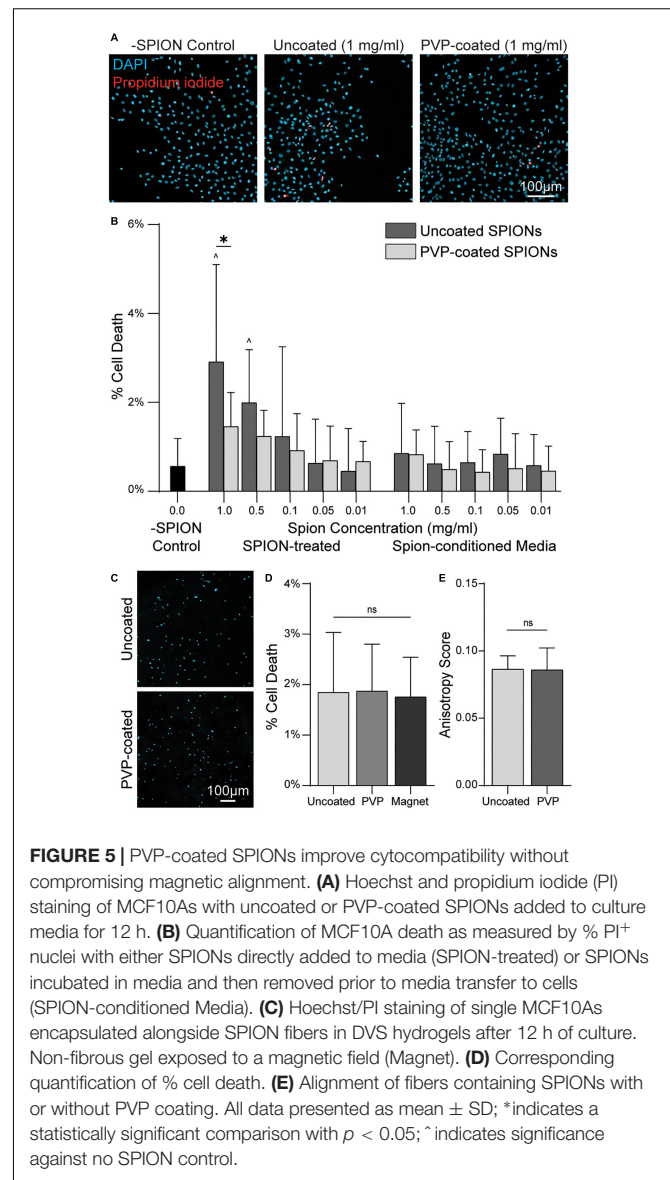 A
-SPION Control
Uncoated (1 mg/ml)
PVP-coated (1 mg/ml)
DAPI
Propidium iodide
100µm
B
6%
4%
2%
0%
% Cell Death
Uncoated SPIONs
PVP-coated SPIONs
^
*
^
0.0 1.0 0.5 0.1 0.05 0.01 1.0 0.5 0.1 0.05 0.01
-SPION Control
Spion Concentration (mg/ml)
SPION-treated
Spion-conditioned Media
C
Uncoated
PVP-coated
100µm
D
4%
3%
2%
1%
0%
% Cell Death
ns
Uncoated PVP Magnet
E
0.15
0.10
0.05
0.00
Anisotropy Score
ns
Uncoated PVP
FIGURE 5 | PVP-coated SPIONs improve cytocompatibility without
compromising magnetic alignment. (A) Hoechst and propidium iodide (PI)
staining of MCF10As with uncoated or PVP-coated SPIONs added to culture
media for 12 h. (B) Quantification of MCF10A death as measured by % PI+
nuclei with either SPIONs directly added to media (SPION-treated) or SPIONs
incubated in media and then removed prior to media transfer to cells
(SPION-conditioned Media). (C) Hoechst/PI staining of single MCF10As
encapsulated alongside SPION fibers in DVS hydrogels after 12 h of culture.
Non-fibrous gel exposed to a magnetic field (Magnet). (D) Corresponding
quantification of % cell death. (E) Alignment of fibers containing SPIONs with
or without PVP coating. All data presented as mean ± SD; *indicates a
statistically significant comparison with p < 0.05; ^indicates significance
against no SPION control.